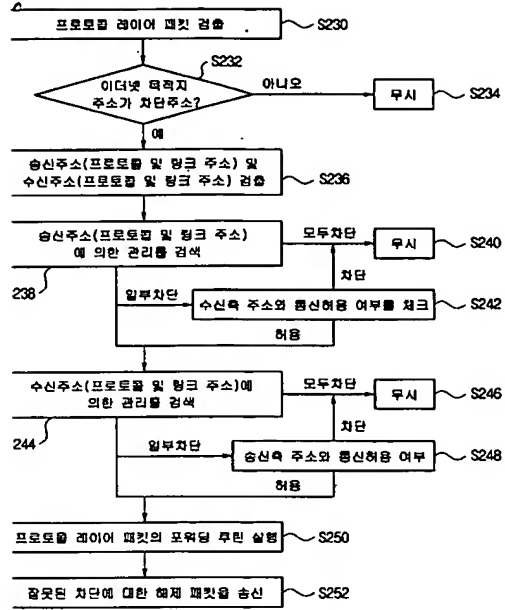 프로토콜 레이어 패킷 검출
S230
S232
이더넷 목적지
주소가 차단주소?
아니오
무시
S234
예
송신주소(프로토콜 및 링크 주소) 및
수신주소(프로토콜 및 링크 주소) 검출
S236
송신주소(프로토콜 및 링크 주소)
에 의한 관리룰 검색
238
모두차단
무시
S240
차단
일부차단
수신측 주소와 통신허용 여부를 체크
S242
허용
수신주소(프로토콜 및 링크 주소)에
의한 관리룰 검색
244
모두차단
무시
S246
차단
일부차단
송신측 주소와 통신허용 여부
S248
허용
프로토콜 레이어 패킷의 포워딩 루틴 실행
S250
잘못된 차단에 대한 해제 패킷을 송신
S252